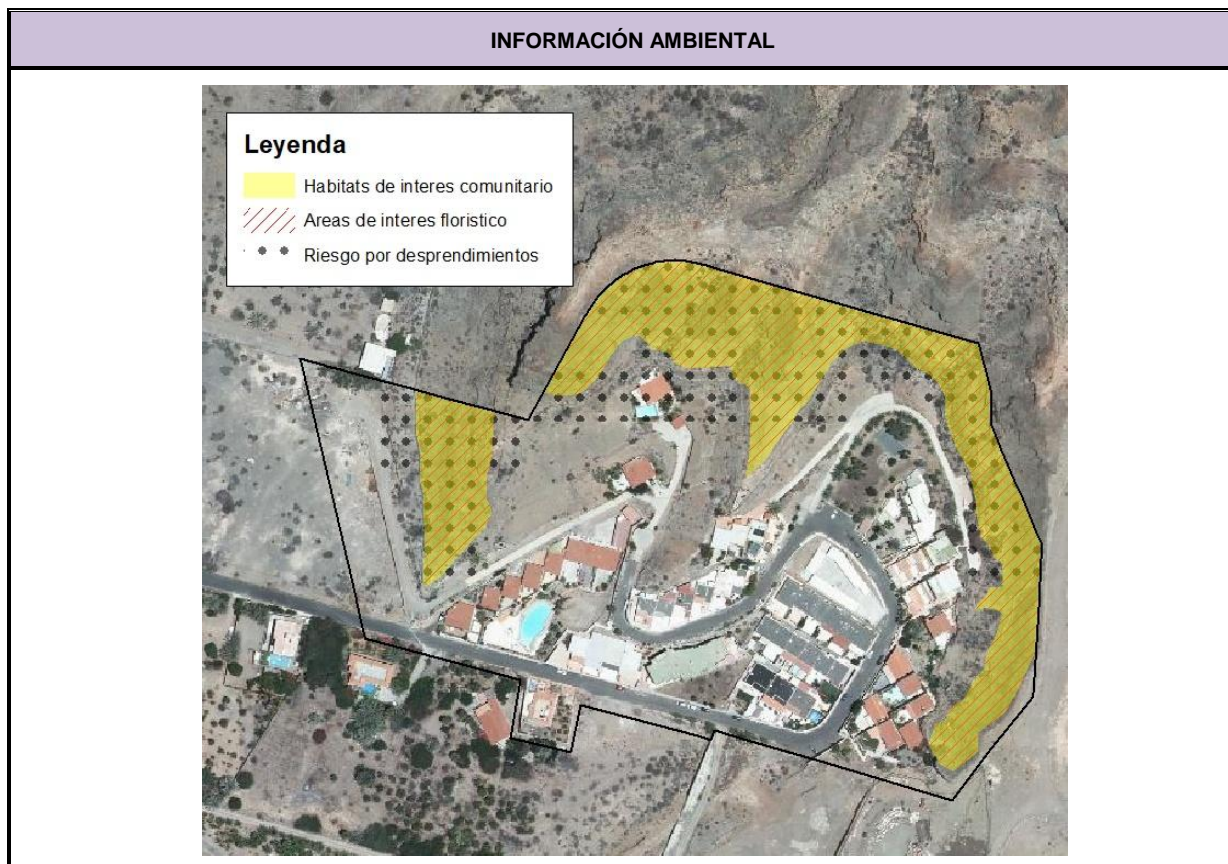 INFORMACIÓN AMBIENTAL
Leyenda
Habitats de interes comunitario
Areas de interes floristico
Riesgo por desprendimientos